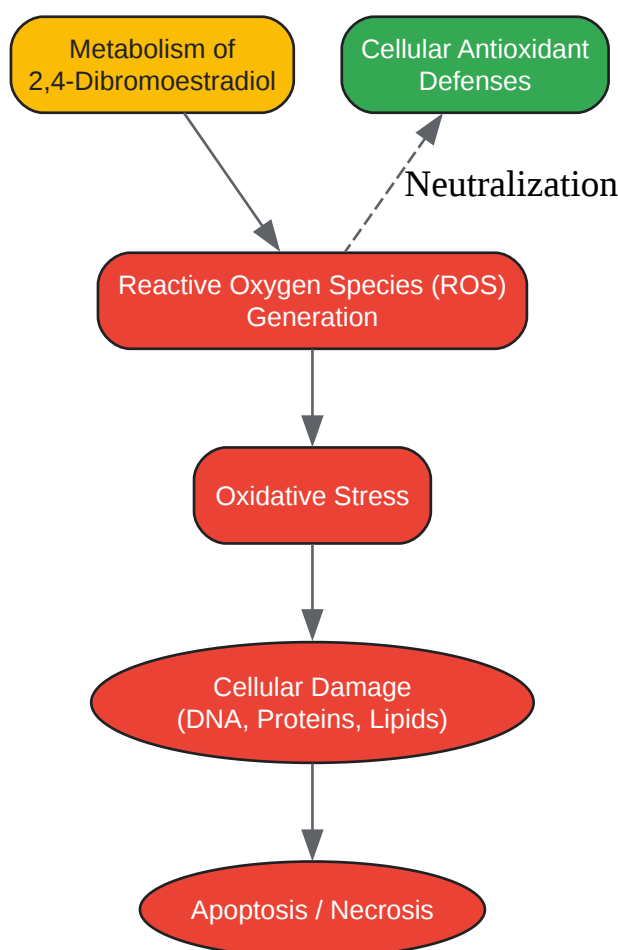 Metabolism of
2,4-Dibromoestradiol
Cellular Antioxidant
Defenses
Neutralization
Reactive Oxygen Species (ROS)
Generation
Oxidative Stress
Cellular Damage
(DNA, Proteins, Lipids)
Apoptosis / Necrosis